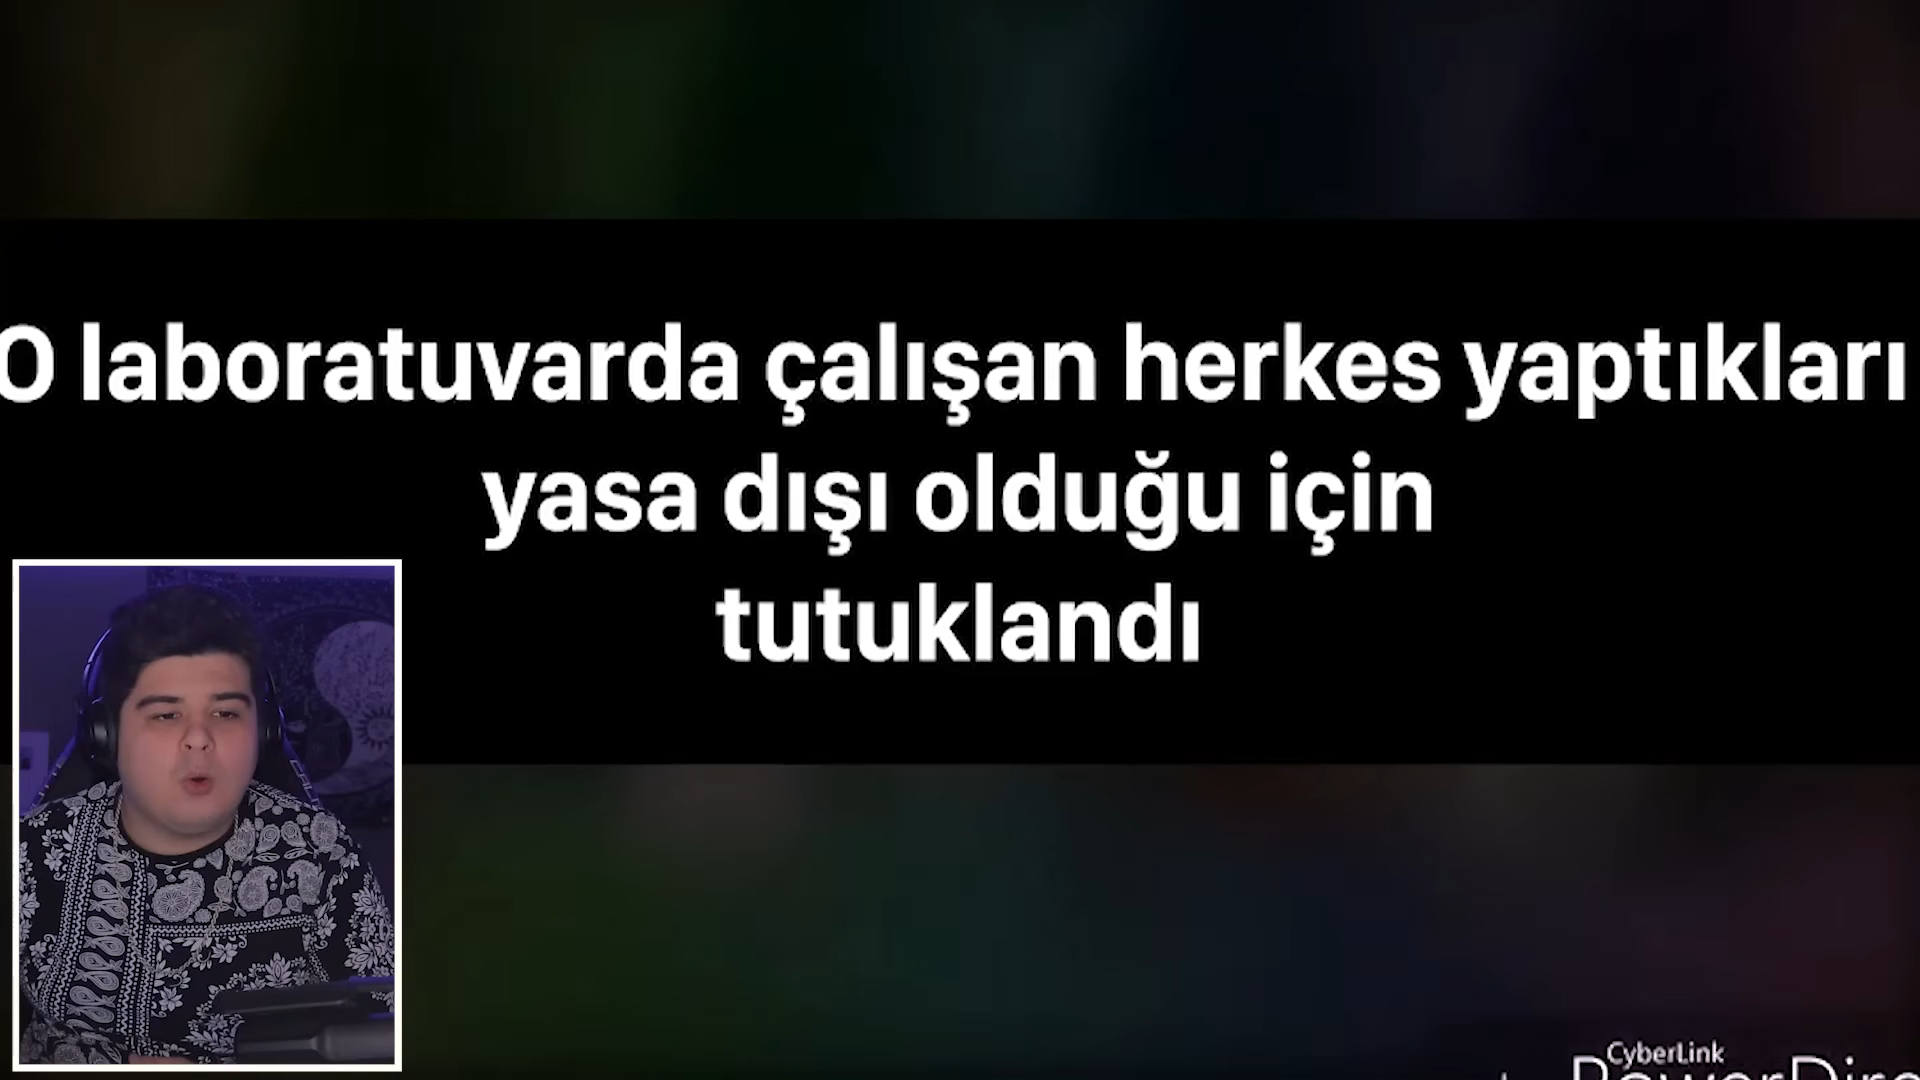 O laboratuvarda çalışan herkes yaptıkları
yasa dışı olduğu için
tutuklandı
CyberLink